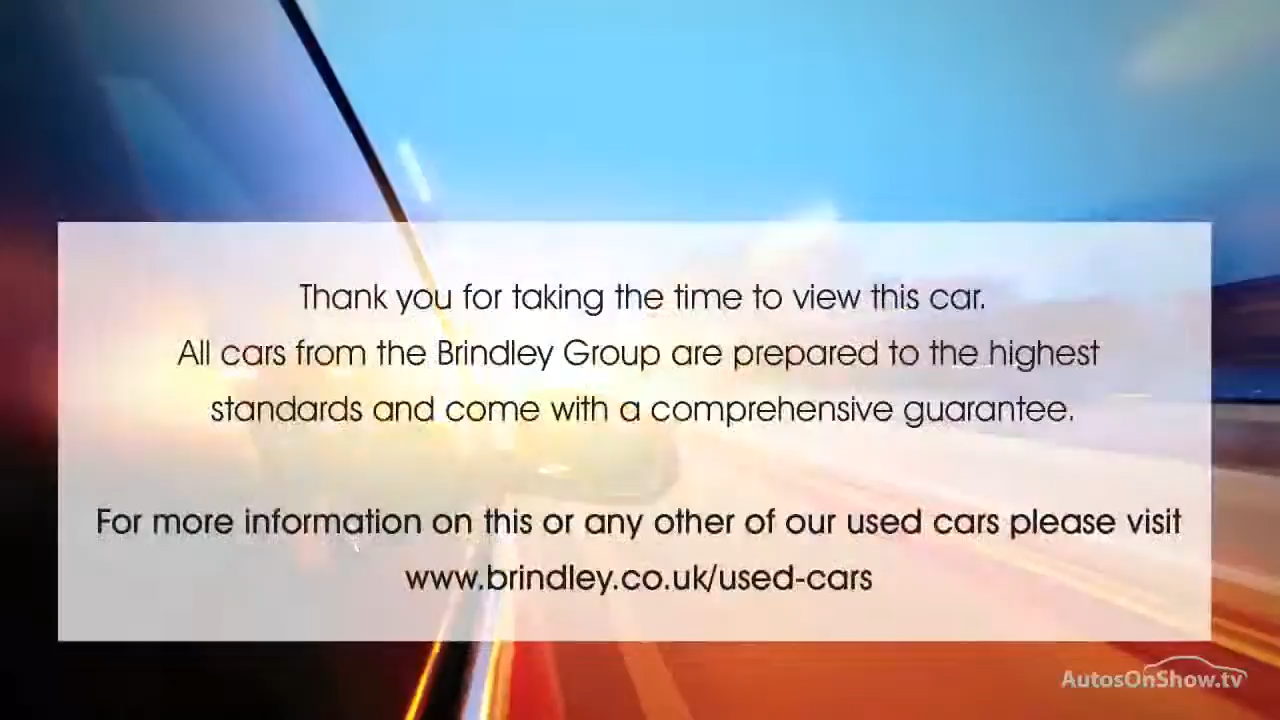 Thank you for taking the time to view this car.
All cars from the Brindley Group are prepared to the highest
standards and come with a comprehensive guarantee.
For more information on this or any other of our used cars please visit
www.brindley.co.uk/used-cars
AutosOnShow.tv